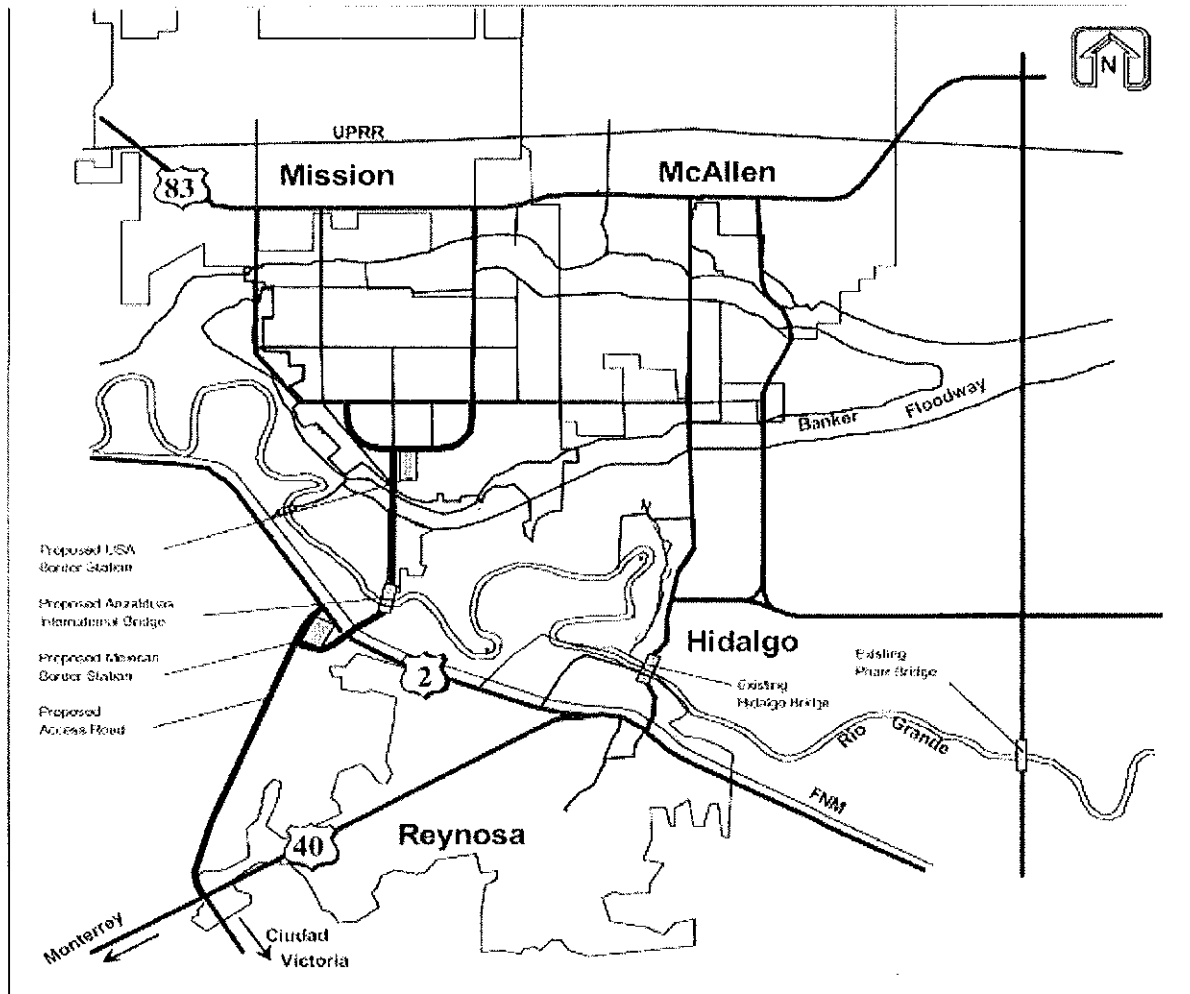 N
UPRR
Mission
McAllen
83
Banker
Floodway
Proposed USA
Border Station
Proposed Anzalduas
International Bridge
Proposed Mexican
Border Station
Proposed
Access Road
2
Hidalgo
Existing
Hidalgo Bridge
Existing
Pharr Bridge
Rio
Grande
FNM
Reynosa
40
Monterrey
Ciudad
Victoria